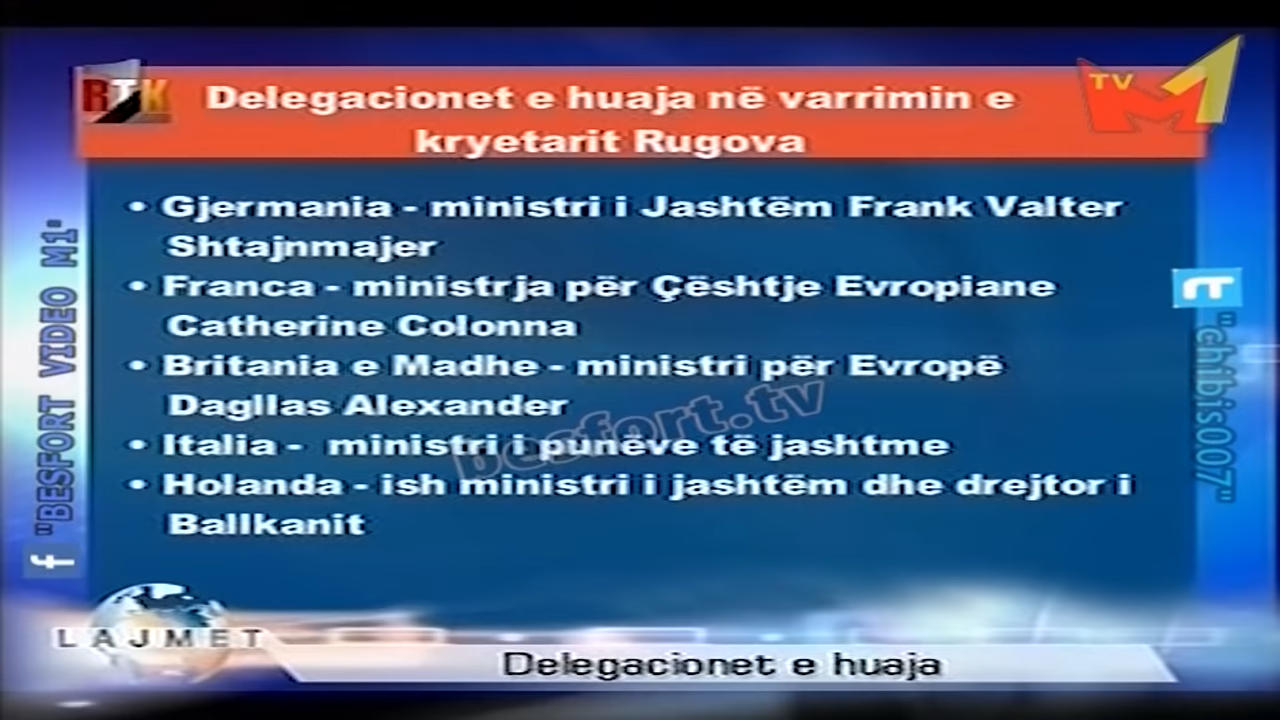 RTK
TV M1
Delegacionet e huaja në varrimin e
kryetarit Rugova
• Gjermania - ministri i Jashtëm Frank Valter
Shtajnmajer
• Franca - ministrja për Çështje Evropiane
Catherine Colonna
• Britania e Madhe - ministri për Evropë
Dagllas Alexander
• Italia - ministri i punëve të jashtme
• Holanda - ish ministri i jashtëm dhe drejtor i
Ballkanit
besfort.tv
f "BESFORT VIDEO M1"
"chibis007"
LAJMET
Delegacionet e huaja